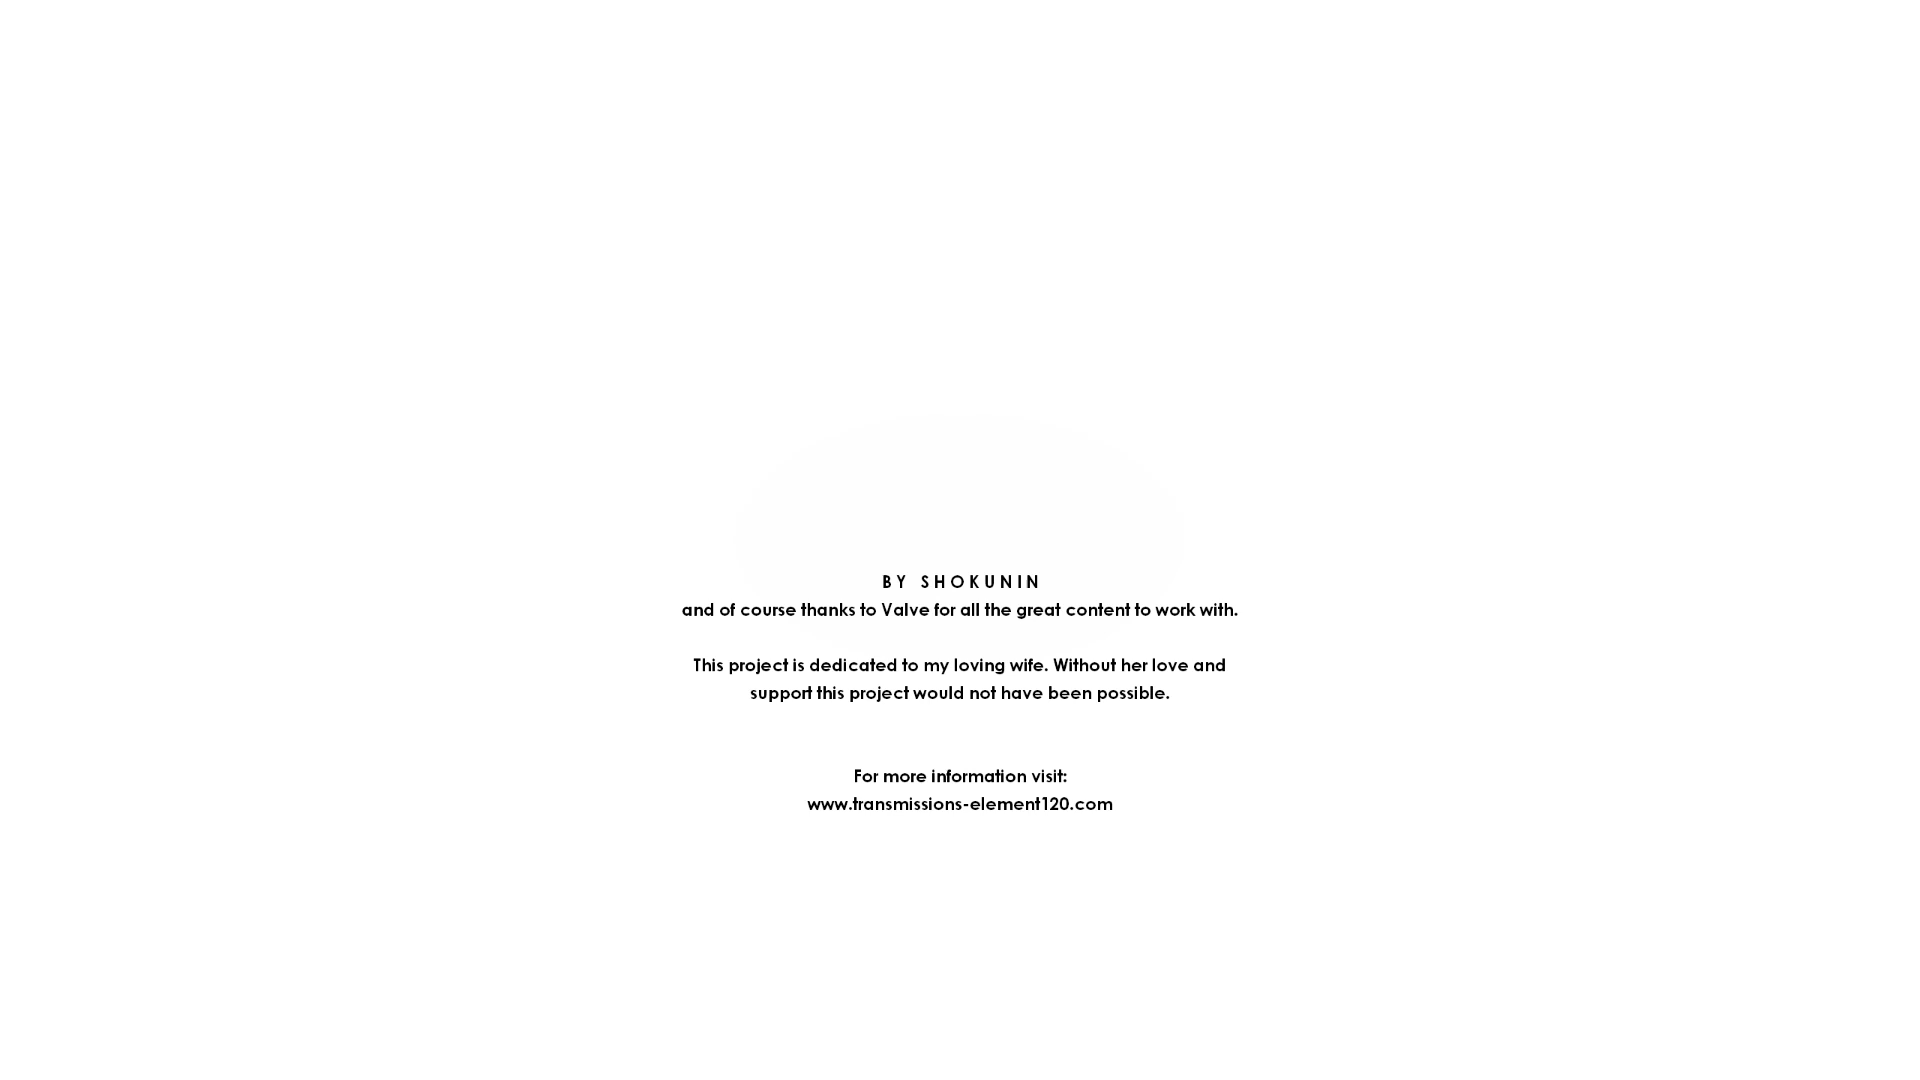 BY SHOKUNIN
and of course thanks to Valve for all the great content to work with.
This project is dedicated to my loving wife. Without her love and
support this project would not have been possible.
For more information visit:
www.transmissions-element120.com